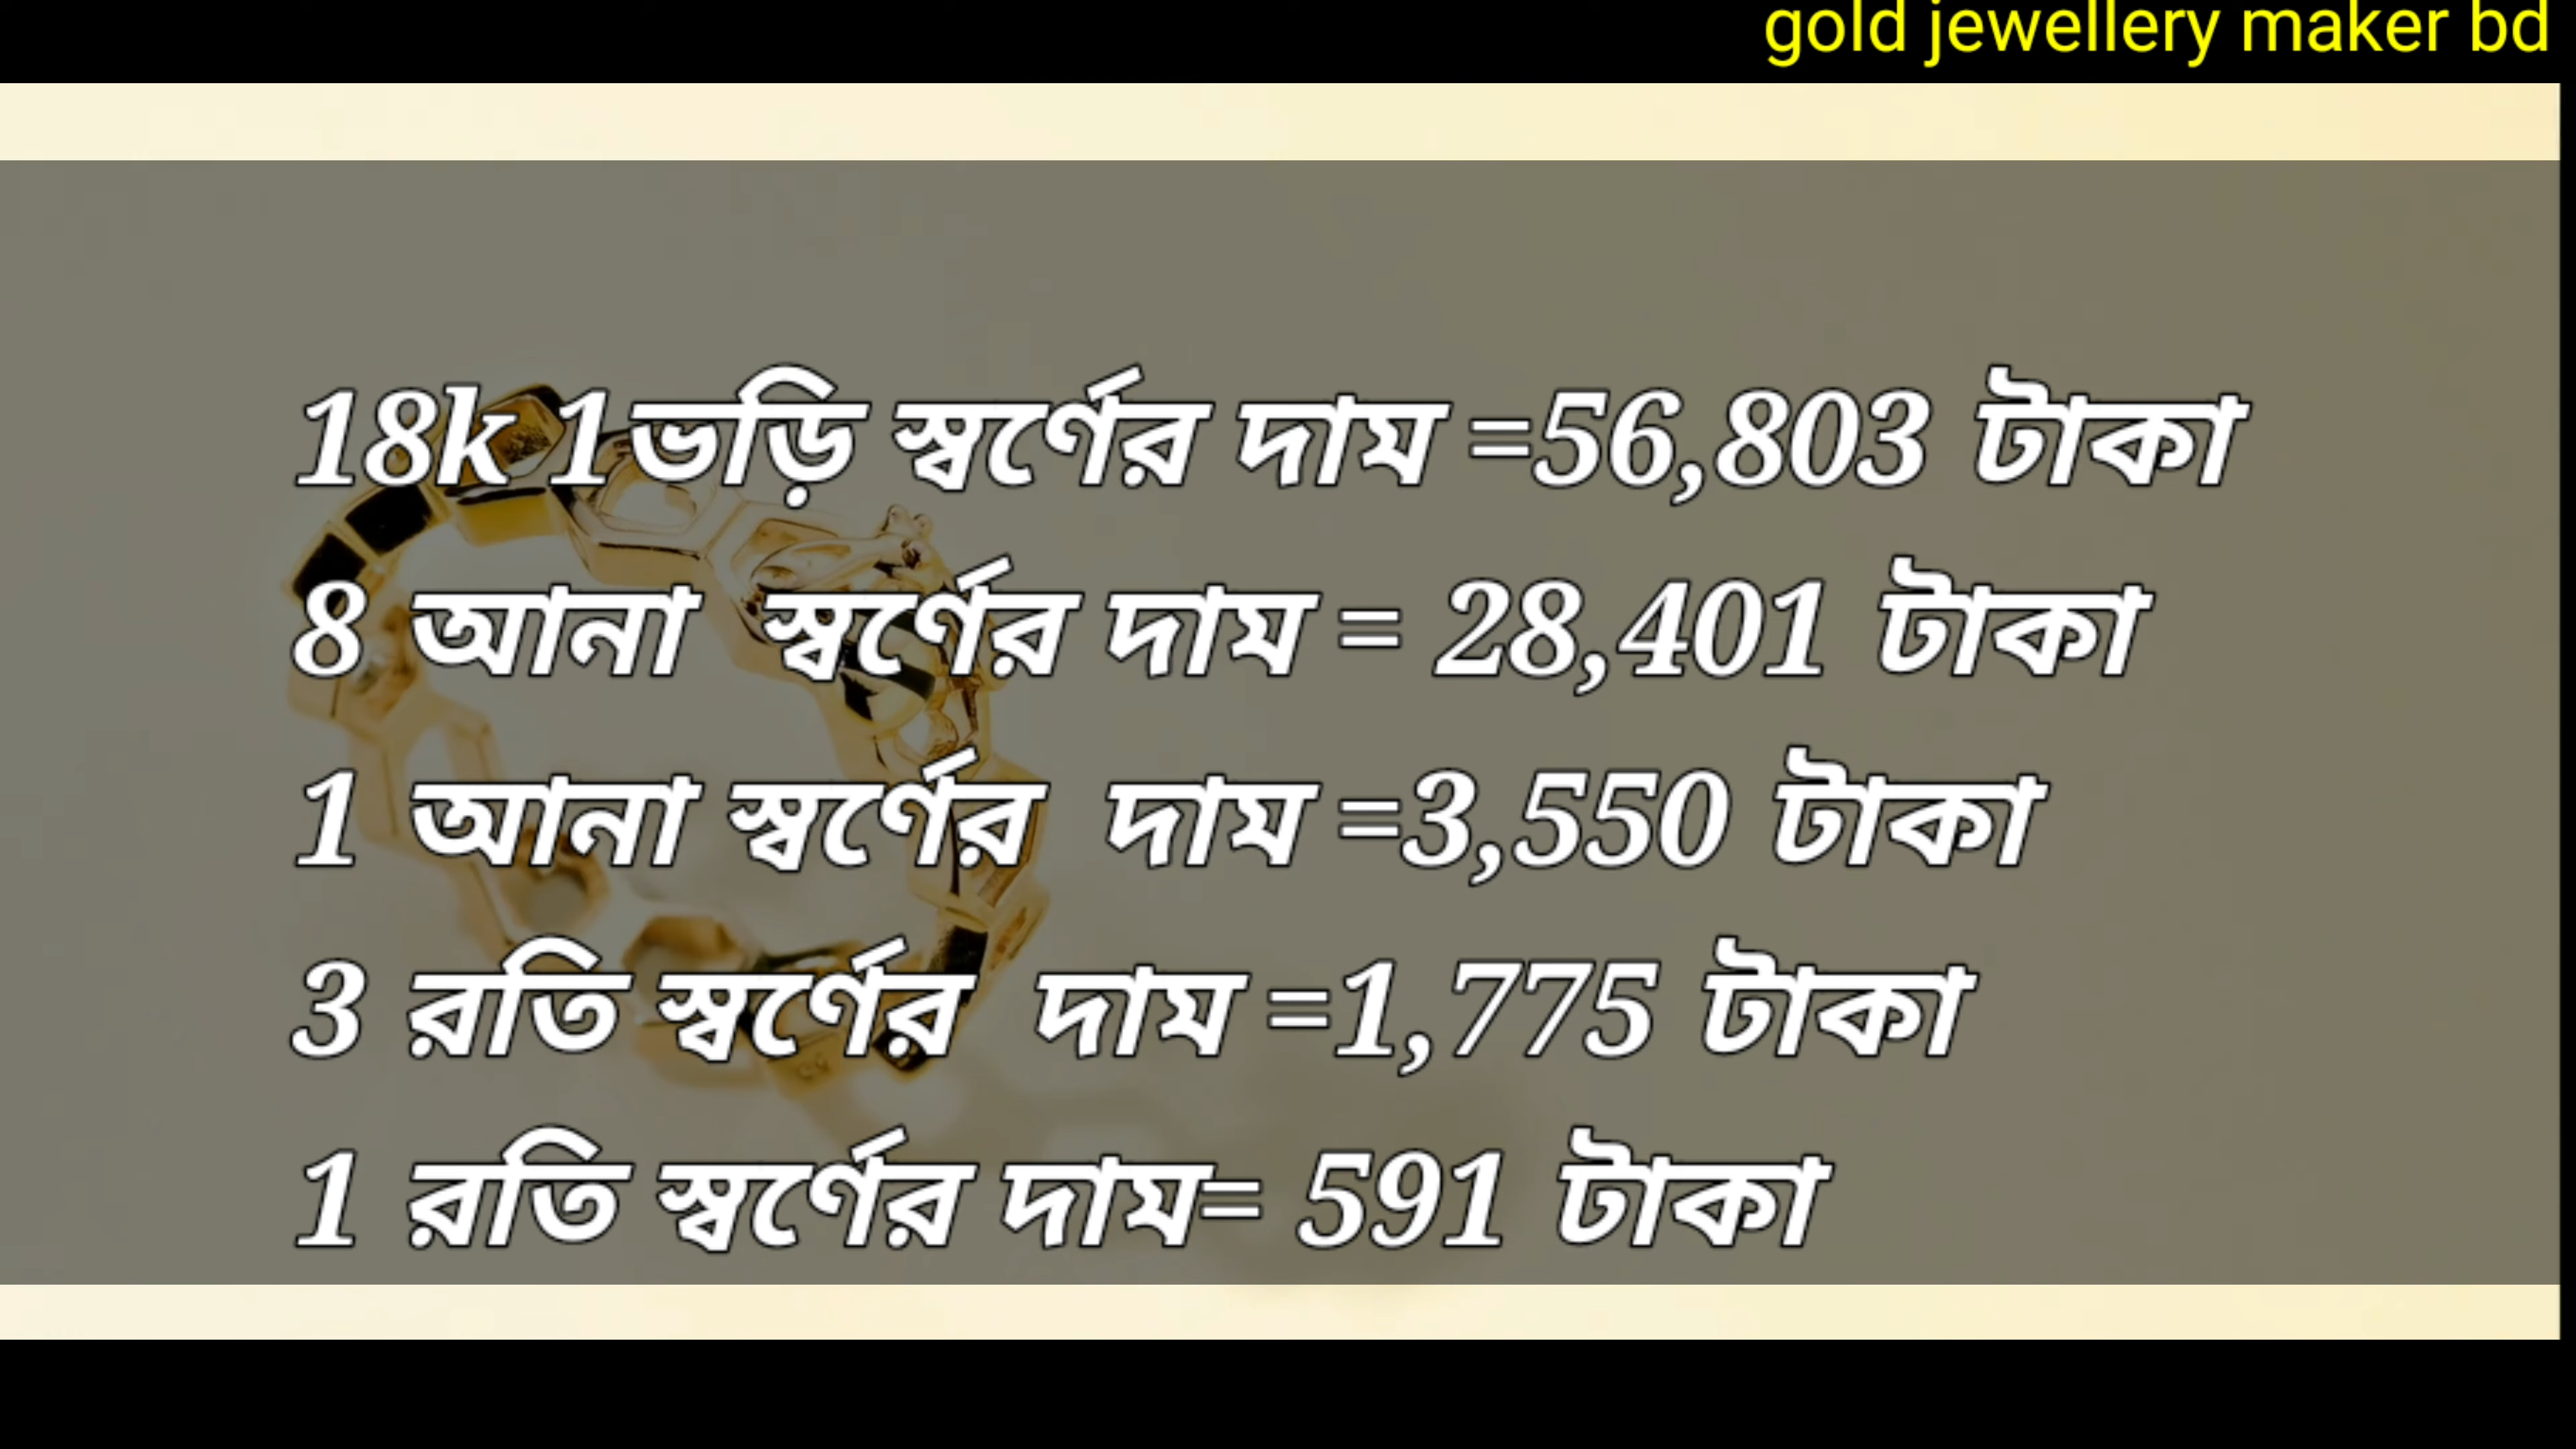 gold jewellery maker bd
18k 1ভড়ি স্বর্ণের দাম =56,803 টাকা
8 আনা স্বর্ণের দাম = 28,401 টাকা
1 আনা স্বর্ণের দাম =3,550 টাকা
3 রতি স্বর্ণের দাম =1,775 টাকা
1 রতি স্বর্ণের দাম= 591 টাকা